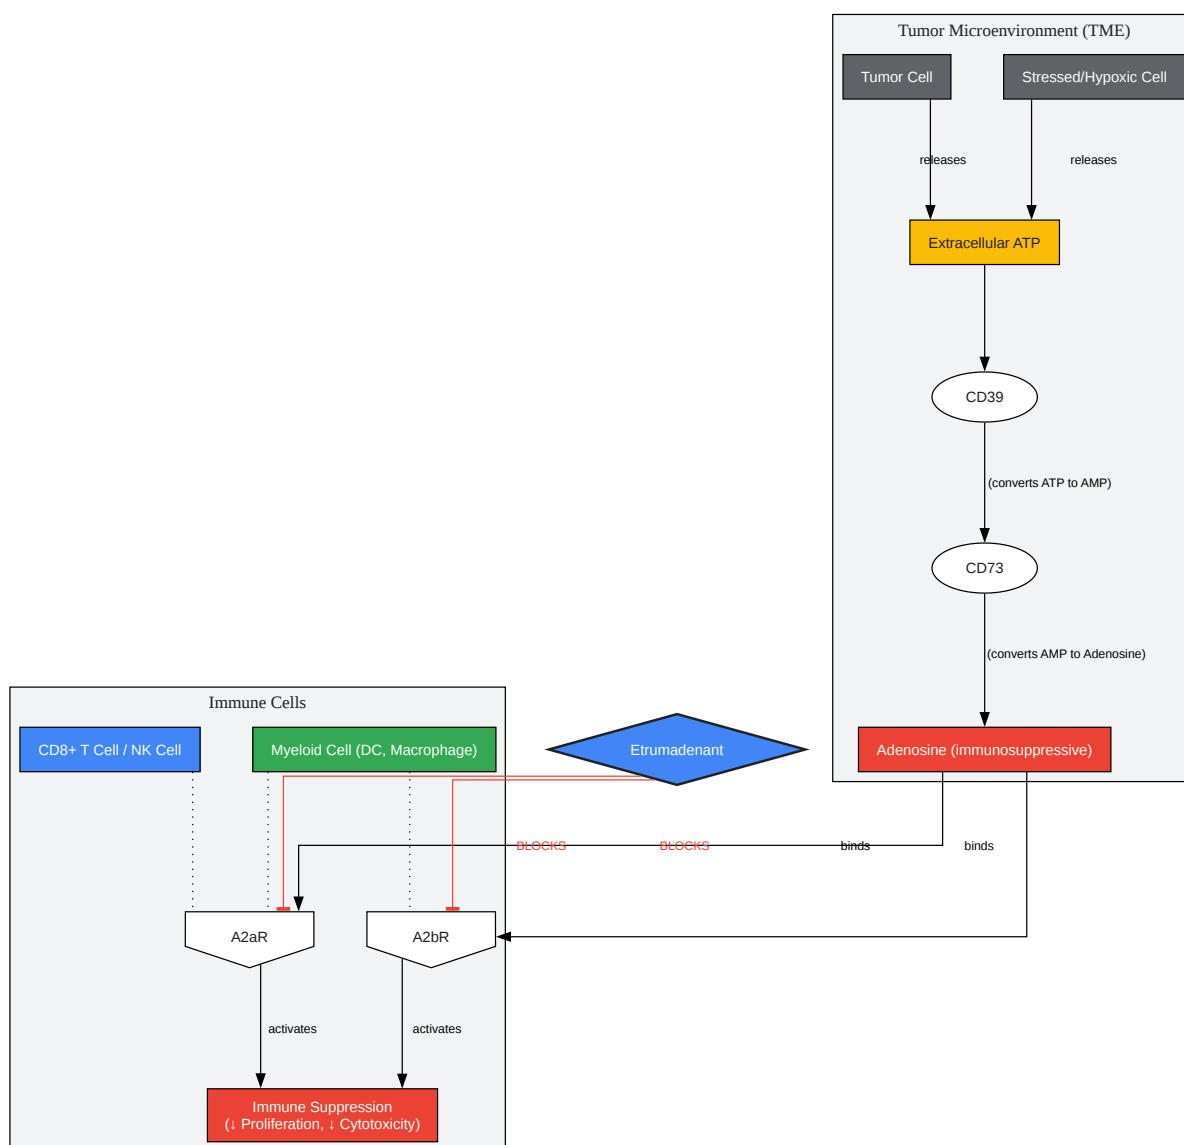 Tumor Microenvironment (TME)
Tumor Cell
Stressed/Hypoxic Cell
releases
releases
Extracellular ATP
CD39
(converts ATP to AMP)
CD73
(converts AMP to Adenosine)
Immune Cells
CD8+ T Cell / NK Cell
Myeloid Cell (DC, Macrophage)
Etrumadenant
Adenosine (immunosuppressive)
BLOCKS
BLOCKS
binds
binds
A2aR
A2bR
activates
activates
Immune Suppression
(↓ Proliferation, ↓ Cytotoxicity)